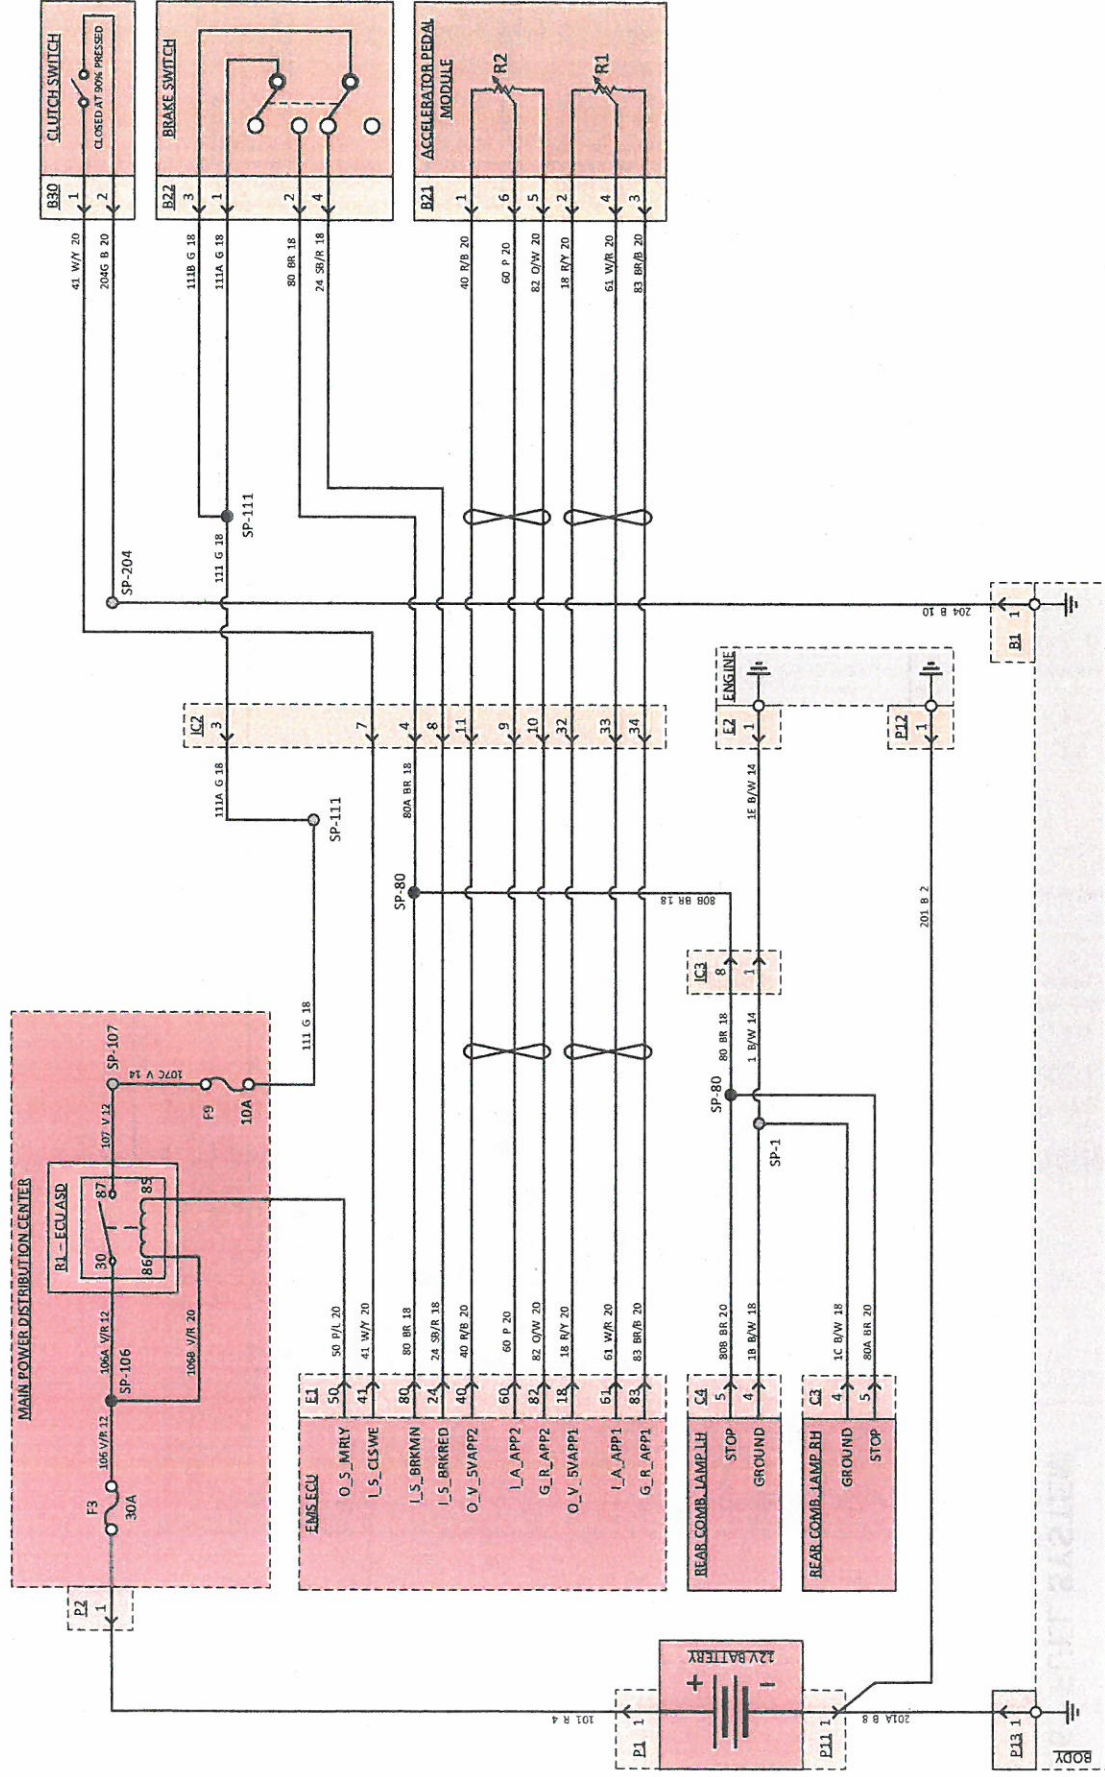 CLUTCH SWITCH
CLOSED AT 90% PRESSED
B30
1
2
41 W/Y 20
204G B 20
BRAKE SWITCH
B22
3
1
2
4
111B G 18
111A G 18
80 BR 18
24 SB/R 18
ACCELERATOR PEDAL
MODULE
R2
R1
B21
1
6
5
2
4
3
40 R/B 20
60 P 20
82 O/W 20
18 R/Y 20
61 W/R 20
83 BR/B 20
SP-111
111 G 18
SP-204
204 B 10
B1
1
IC2
3
7
4
8
11
9
10
32
33
34
ENGINE
E2
1
P12
1
111A G 18
SP-111
80A BR 18
SP-80
80B BR 18
1E B/W 14
201 B 2
IC3
8
1
80 BR 18
1 B/W 14
SP-80
SP-1
111 G 18
MAIN POWER DISTRIBUTION CENTER
SP-107
107C V 14
F9
10A
107 V 12
R1 – ECU ASD
87
85
30
86
106A V/R 12
106B V/R 20
SP-106
106 V/R 12
F3
30A
P2
1
EMS ECU
E1
50
41
80
24
40
60
82
18
61
83
50 P/L 20
41 W/Y 20
80 BR 18
24 SB/R 18
40 R/B 20
60 P 20
82 O/W 20
18 R/Y 20
61 W/R 20
83 BR/B 20
O_S_MRLY
I_S_CLSWE
I_S_BRKMN
I_S_BRKRED
O_V_5VAPP2
I_A_APP2
G_R_APP2
O_V_5VAPP1
I_A_APP1
G_R_APP1
REAR COMB. LAMP LH
C4
5
4
STOP
GROUND
80B BR 20
1B B/W 18
REAR COMB. LAMP RH
C3
4
5
GROUND
STOP
1C B/W 18
80A BR 20
101 R 4
P1
1
12V BATTERY
+
–
P11
1
201A B 8
P13
1
BODY